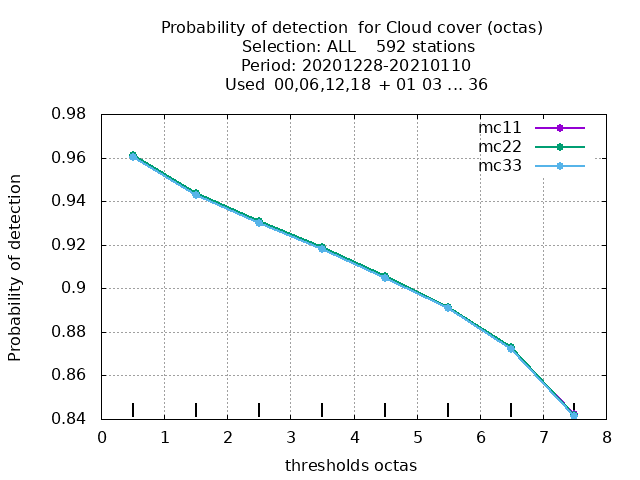 Probability of detection  for Cloud cover (octas)
Selection: ALL    592 stations
Period: 20201228-20210110
Used  00,06,12,18  + 01 03 ... 36
0.98
0.96
0.94
0.92
0.9
0.88
0.86
0.84
Probability of detection
mc11
mc22
mc33
0 1 2 3 4 5 6 7 8
thresholds octas